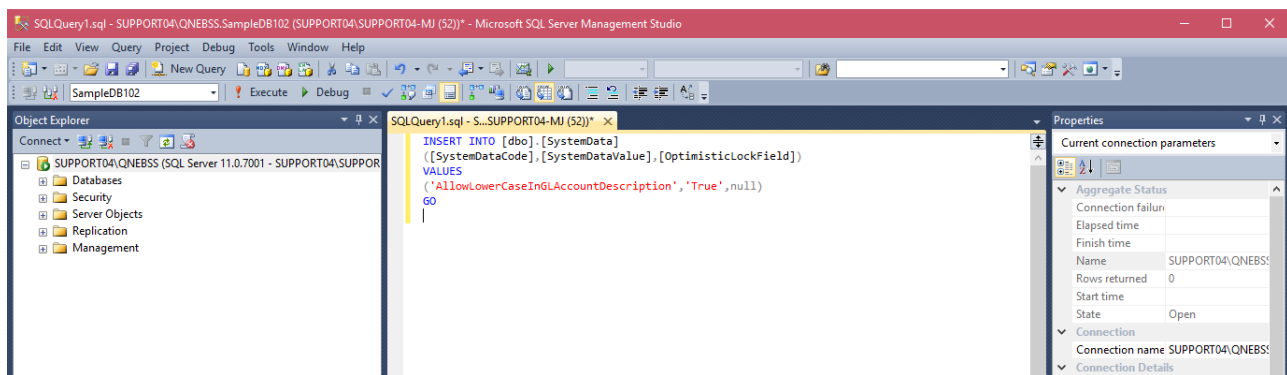 SQLQuery1.sql - SUPPORT04\QNEBSS.SampleDB102 (SUPPORT04\SUPPORT04-MJ (52))* - Microsoft SQL Server Management Studio
File Edit View Query Project Debug Tools Window Help
New Query
SampleDB102 Execute Debug
Object Explorer
Connect
SUPPORT04\QNEBSS (SQL Server 11.0.7001 - SUPPORT04\SUPPOR
Databases
Security
Server Objects
Replication
Management
SQLQuery1.sql - S...SUPPORT04-MJ (52))*
INSERT INTO [dbo].[SystemData]
([SystemDataCode],[SystemDataValue],[OptimisticLockField])
VALUES
('AllowLowerCaseInGLAccountDescription','True',null)
GO
Properties
Current connection parameters
Aggregate Status
Connection failure
Elapsed time
Finish time
Name SUPPORT04\QNEBSS
Rows returned 0
Start time
State Open
Connection
Connection name SUPPORT04\QNEBSS
Connection Details